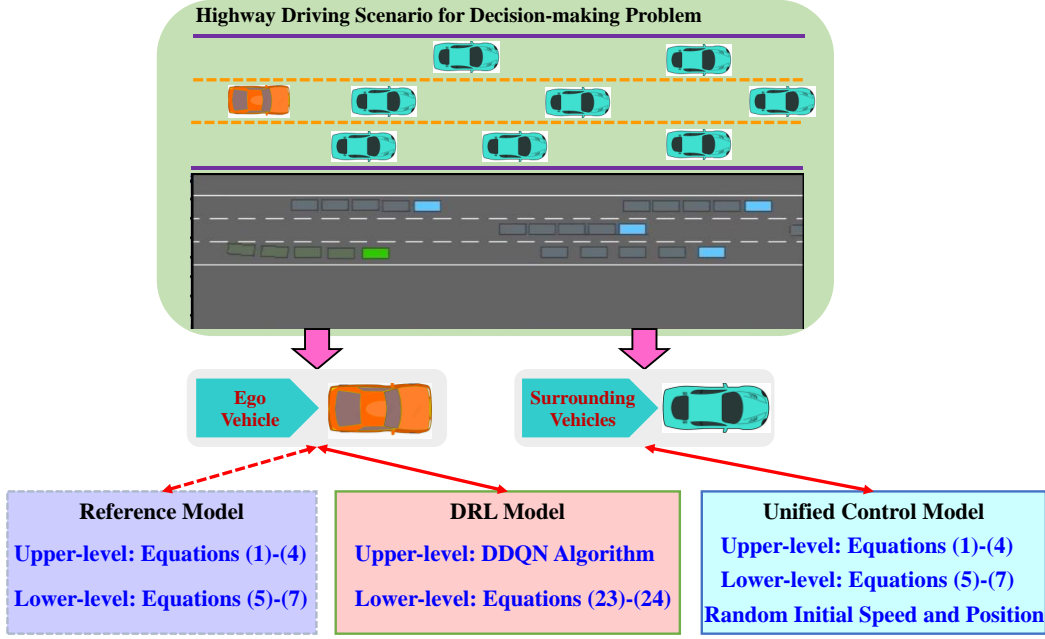 Highway Driving Scenario for Decision-making Problem
Ego
Vehicle
Surrounding
Vehicles
Reference Model
Upper-level: Equations (1)-(4)
Lower-level: Equations (5)-(7)
DRL Model
Upper-level: DDQN Algorithm
Lower-level: Equations (23)-(24)
Unified Control Model
Upper-level: Equations (1)-(4)
Lower-level: Equations (5)-(7)
Random Initial Speed and Position